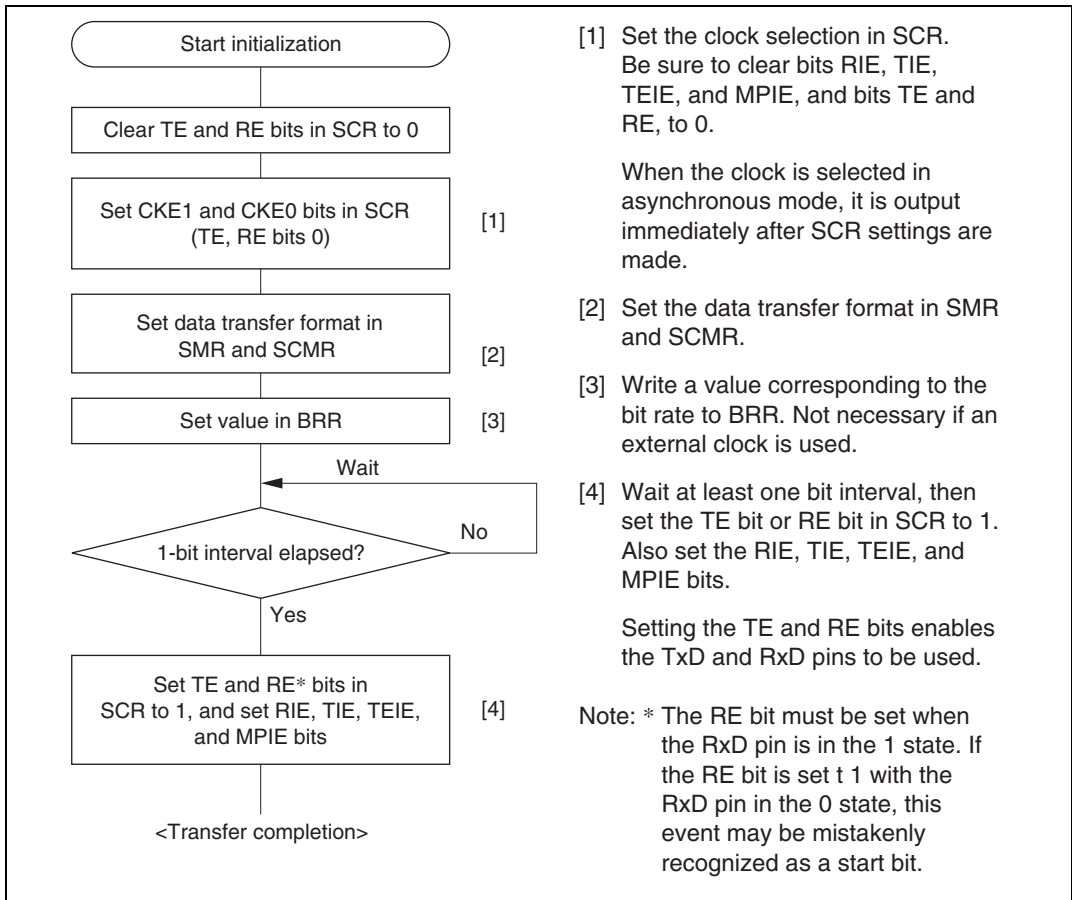 Start initialization
Clear TE and RE bits in SCR to 0
Set CKE1 and CKE0 bits in SCR
(TE, RE bits 0)
[1]
Set data transfer format in
SMR and SCMR
[2]
Set value in BRR
[3]
Wait
No
1-bit interval elapsed?
Yes
Set TE and RE* bits in
SCR to 1, and set RIE, TIE, TEIE,
and MPIE bits
[4]
<Transfer completion>
[1] Set the clock selection in SCR.
Be sure to clear bits RIE, TIE,
TEIE, and MPIE, and bits TE and
RE, to 0.
When the clock is selected in
asynchronous mode, it is output
immediately after SCR settings are
made.
[2] Set the data transfer format in SMR
and SCMR.
[3] Write a value corresponding to the
bit rate to BRR. Not necessary if an
external clock is used.
[4] Wait at least one bit interval, then
set the TE bit or RE bit in SCR to 1.
Also set the RIE, TIE, TEIE, and
MPIE bits.
Setting the TE and RE bits enables
the TxD and RxD pins to be used.
Note: * The RE bit must be set when
the RxD pin is in the 1 state. If
the RE bit is set t 1 with the
RxD pin in the 0 state, this
event may be mistakenly
recognized as a start bit.